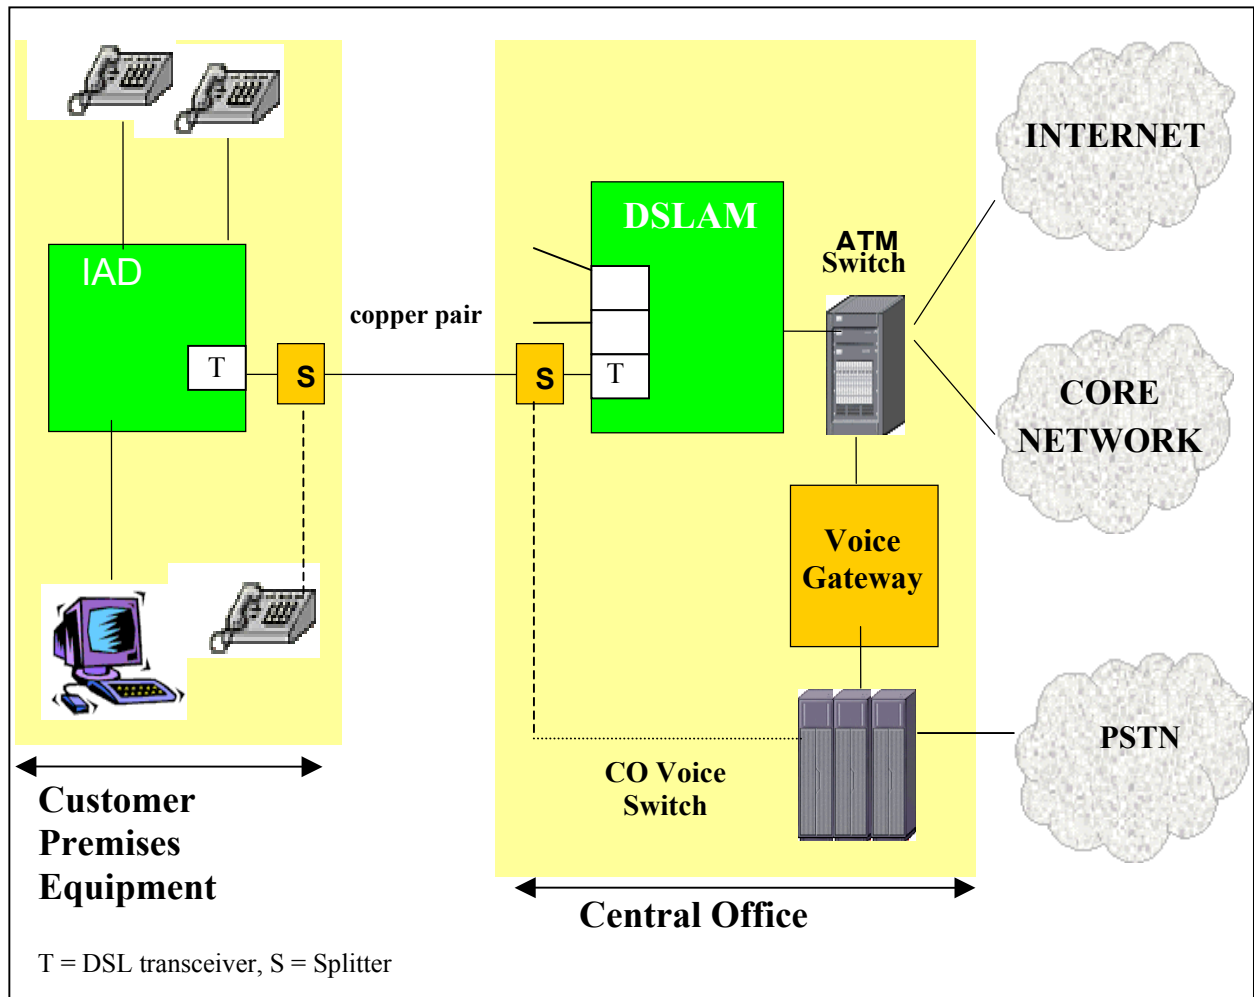 INTERNET
DSLAM
ATM
Switch
IAD
copper pair
T
S
S
T
CORE
NETWORK
Voice
Gateway
PSTN
CO Voice
Switch
Customer
Premises
Equipment
Central Office
T = DSL transceiver, S = Splitter